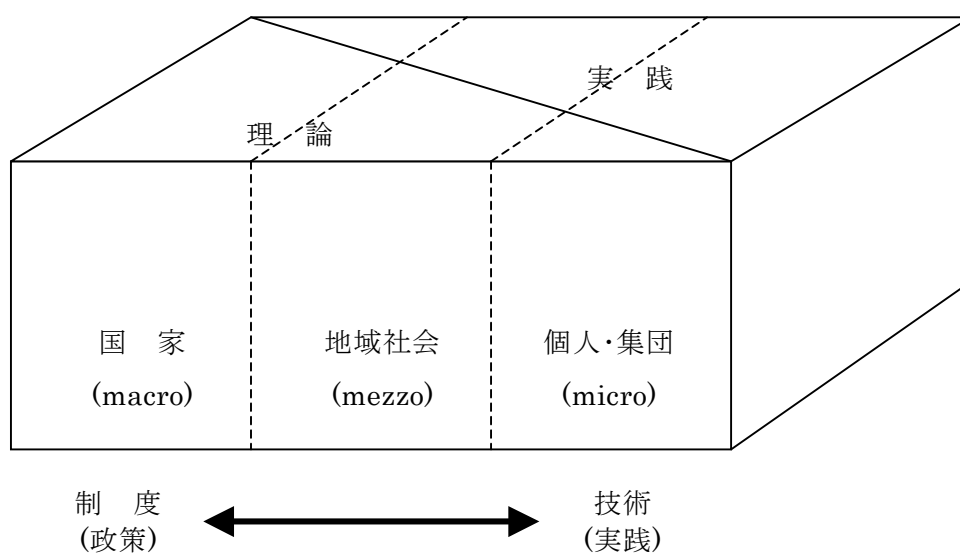 実　践
理　論
国　家
地域社会
個人･集団
(macro)
(mezzo)
(micro)
制　度
技術
(政策)
(実践)